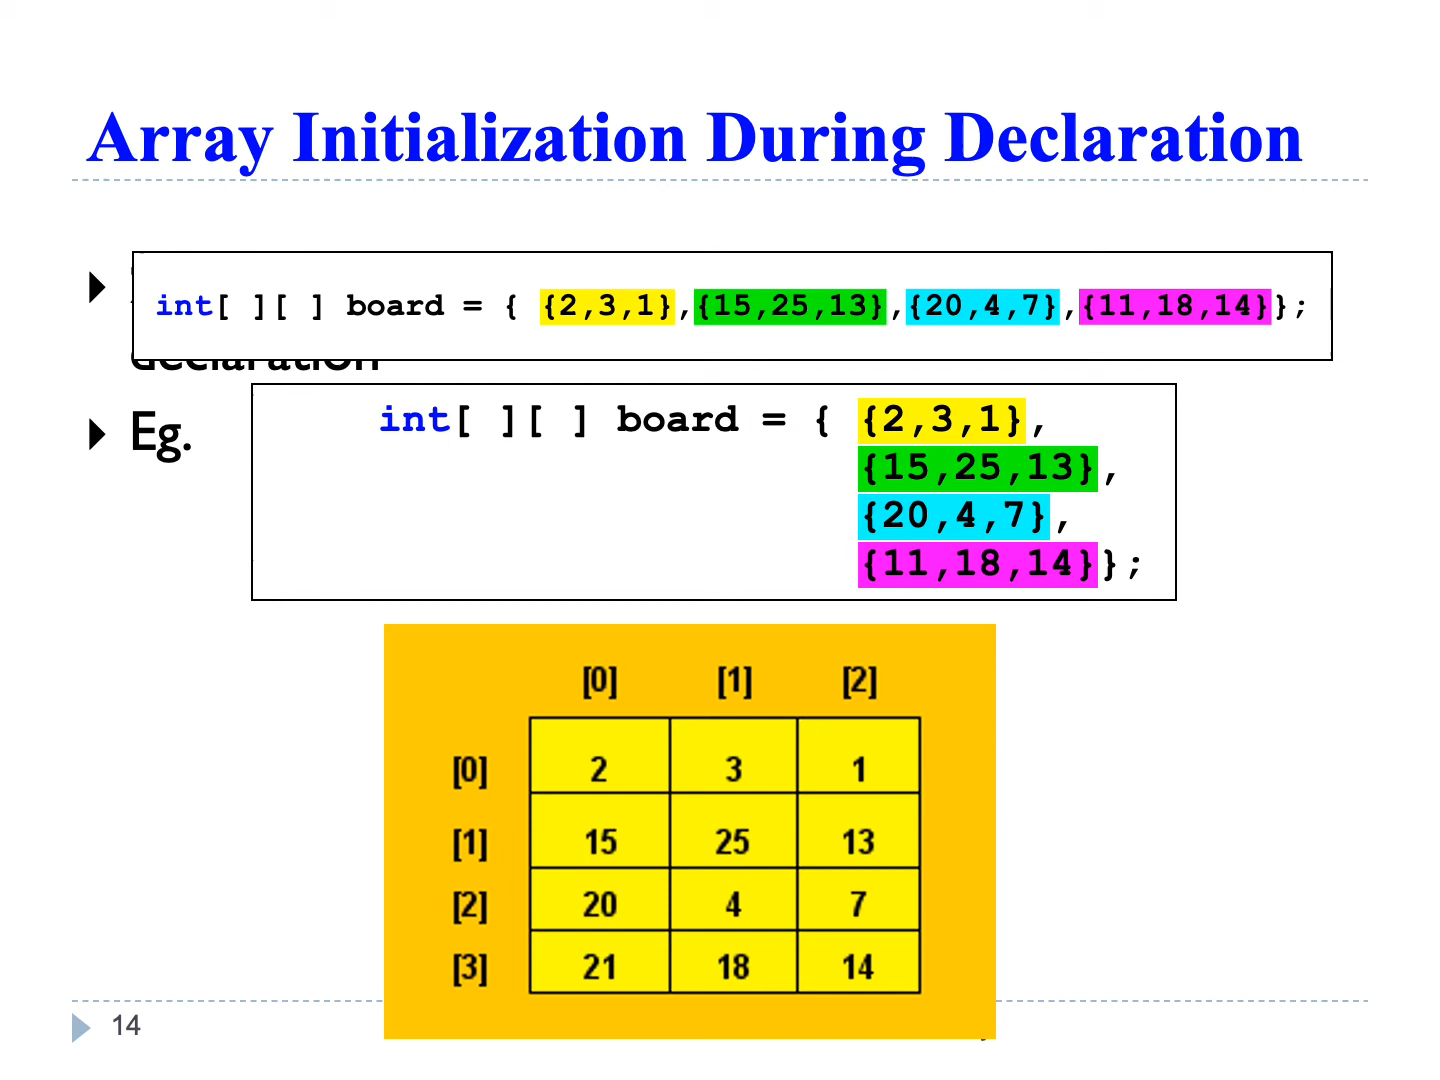 Array Initialization During Declaration
int[ ][ ] board = { {2,3,1},{15,25,13},{20,4,7},{11,18,14}};
declaration
Eg.
int[ ][ ] board = { {2,3,1},
{15,25,13},
{20,4,7},
{11,18,14}};
[0] [1] [2]
[0] 2 3 1
[1] 15 25 13
[2] 20 4 7
[3] 21 18 14
14